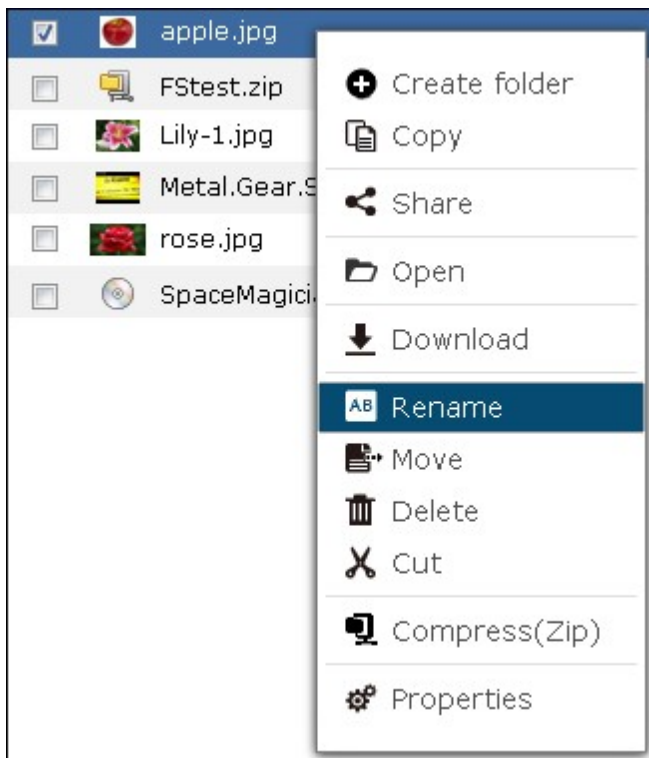 apple.jpg
FStest.zip
Lily-1.jpg
Metal.Gear.S
rose.jpg
SpaceMagici
Create folder
Copy
Share
Open
Download
AB Rename
Move
Delete
Cut
Compress(Zip)
Properties